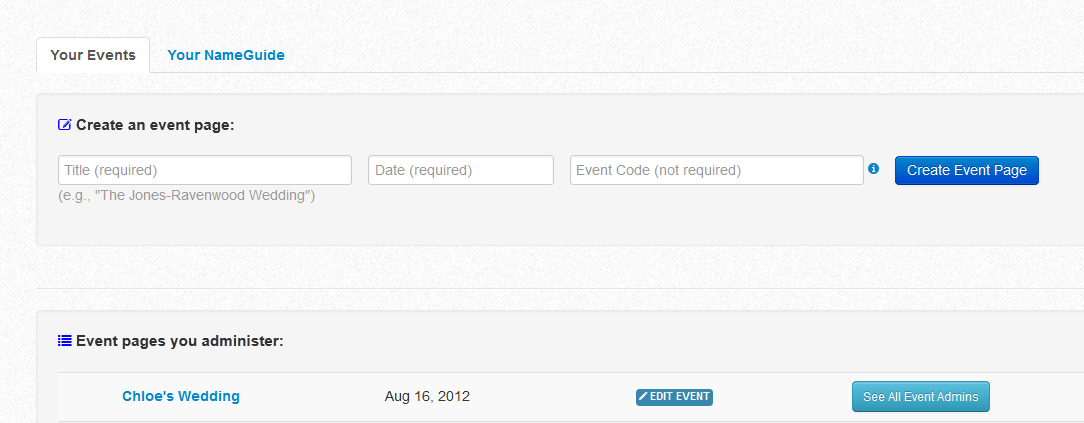 Your Events Your NameGuide
Create an event page:
Title (required) Date (required) Event Code (not required) Create Event Page
(e.g., "The Jones-Ravenwood Wedding")
Event pages you administer:
Chloe's Wedding Aug 16, 2012 EDIT EVENT See All Event Admins